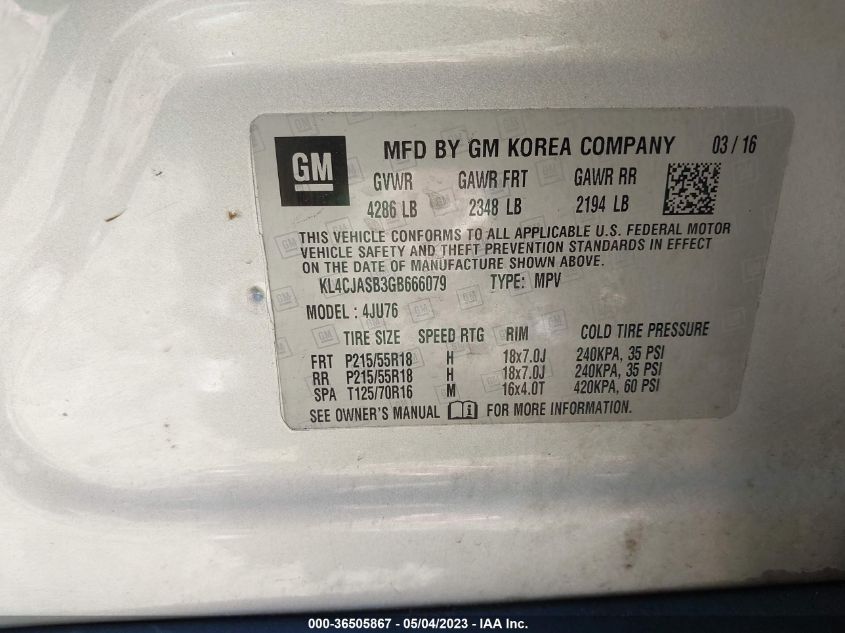 GM
MFD BY GM KOREA COMPANY 03 / 16
GVWR GAWR FRT GAWR RR
4286 LB 2348 LB 2194 LB
THIS VEHICLE CONFORMS TO ALL APPLICABLE U.S. FEDERAL MOTOR
VEHICLE SAFETY AND THEFT PREVENTION STANDARDS IN EFFECT
ON THE DATE OF MANUFACTURE SHOWN ABOVE.
KL4CJASB3GB666079 TYPE: MPV
MODEL : 4JU76
TIRE SIZE SPEED RTG RIM COLD TIRE PRESSURE
FRT P215/55R18 H 18x7.0J 240KPA, 35 PSI
RR P215/55R18 H 18x7.0J 240KPA, 35 PSI
SPA T125/70R16 M 16x4.0T 420KPA, 60 PSI
SEE OWNER'S MANUAL FOR MORE INFORMATION.
000-36505867 - 05/04/2023 - IAA Inc.